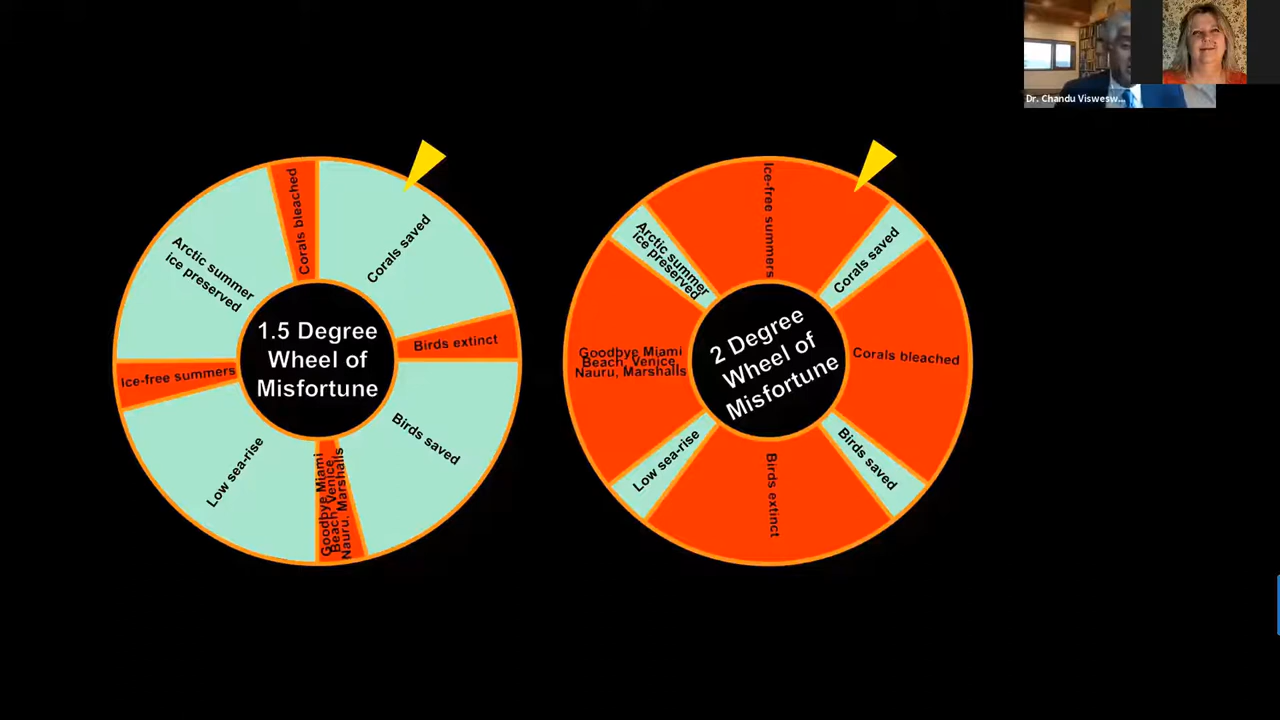 Dr. Chandu Viswesw...
Corals bleached
Corals saved
Arctic summer
Ice preserved
Birds extinct
1.5 Degree
Wheel of
Misfortune
Ice-free summers
Birds saved
Low sea-rise
Goodbye Miami
Beach, Venice,
Nauru, Marshalls
Ice-free summers
Arctic summer
Ice preserved
Corals saved
2 Degree
Wheel of
Misfortune
Goodbye Miami
Beach, Venice,
Nauru, Marshalls
Corals bleached
Low sea-rise
Birds saved
Birds extinct